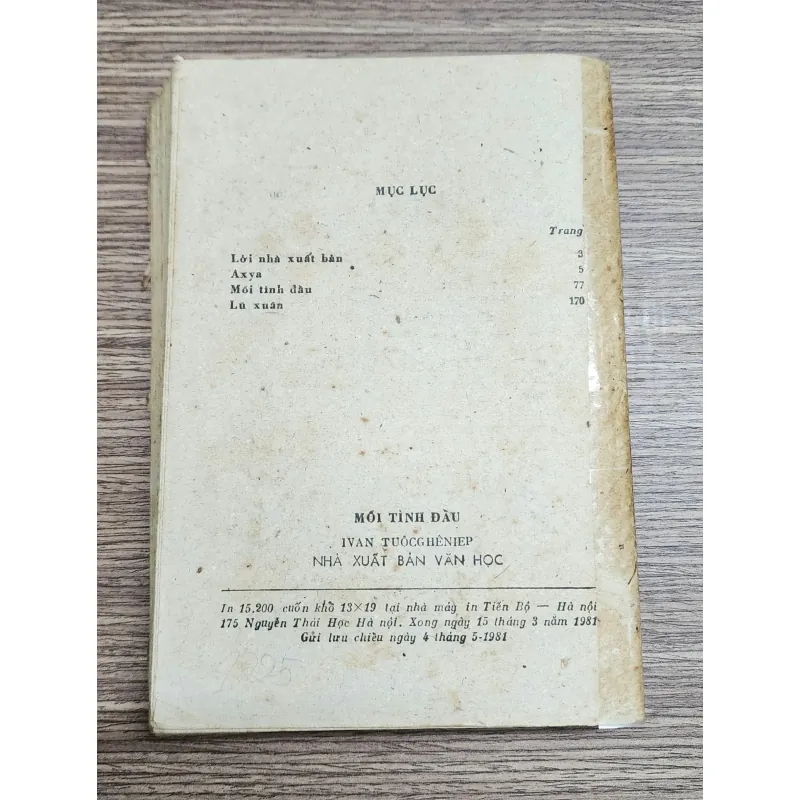 MỤC LỤC
Trang
Lời nhà xuất bản 3
Axya 5
Mối tình đầu 77
Lũ xuân 170
MỐI TÌNH ĐẦU
IVAN TUÔCGHÊNIEP
NHÀ XUẤT BẢN VĂN HỌC
In 15.200 cuốn khổ 13×19 tại nhà máy in Tiến Bộ — Hà nội
175 Nguyễn Thái Học Hà nội. Xong ngày 15 tháng 3 năm 1981
Gửi lưu chiểu ngày 4 tháng 5-1981
25